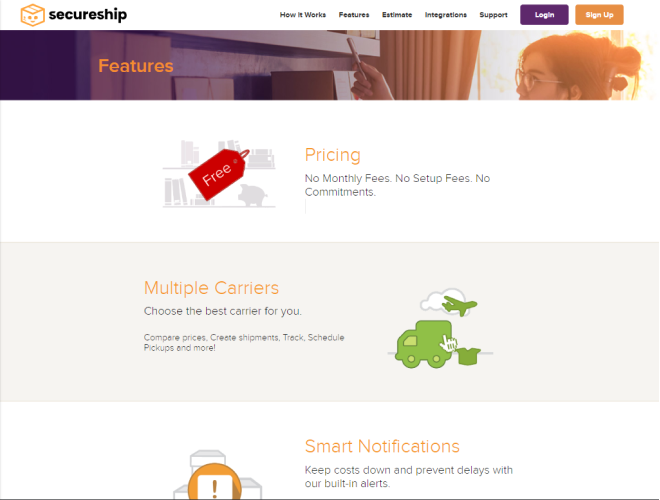 secureship
How It Works
Features
Estimate
Integrations
Support
Login
Sign Up
Features
Free
Pricing
No Monthly Fees. No Setup Fees. No
Commitments.
Multiple Carriers
Choose the best carrier for you.
Compare prices, Create shipments, Track, Schedule
Pickups and more!
Smart Notifications
Keep costs down and prevent delays with
our built-in alerts.
!